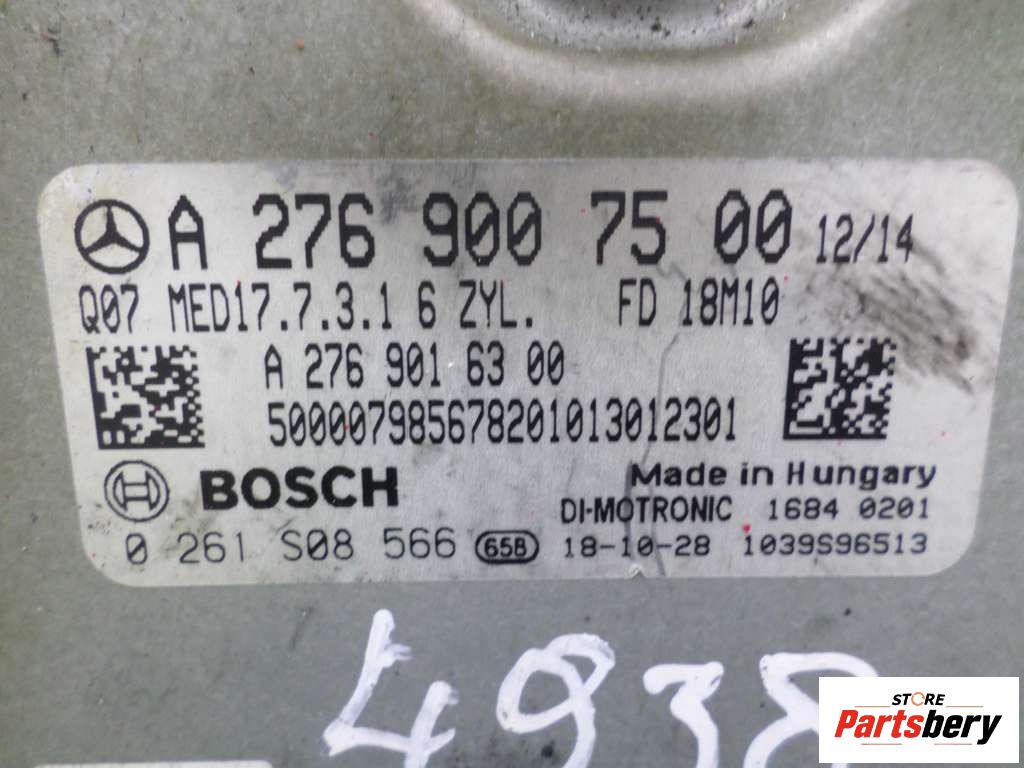 A 276 900 75 00 12/14
Q07 MED17.7.3.1 6 ZYL. FD 18M10
A 276 901 63 00
500007985678201013012301
BOSCH Made in Hungary
DI-MOTRONIC 1684 0201
0 261 S08 566 65B 18-10-28 1039S96513
4938
STORE
Partsbery